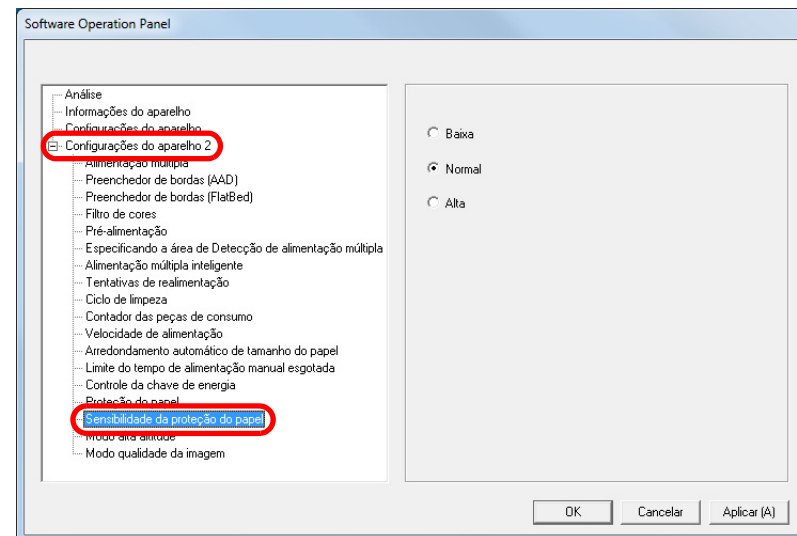 Software Operation Panel
Análise
Informações do aparelho
Configurações do aparelho
Configurações do aparelho 2
Alimentação múltipla
Preenchedor de bordas (AAD)
Preenchedor de bordas (FlatBed)
Filtro de cores
Pré-alimentação
Especificando a área de Detecção de alimentação múltipla
Alimentação múltipla inteligente
Tentativas de realimentação
Ciclo de limpeza
Contador das peças de consumo
Velocidade de alimentação
Arredondamento automático de tamanho do papel
Limite do tempo de alimentação manual esgotada
Controle da chave de energia
Proteção do papel
Sensibilidade da proteção do papel
Modo alta altitude
Modo qualidade da imagem
Baixa
Normal
Alta
OK Cancelar Aplicar (A)